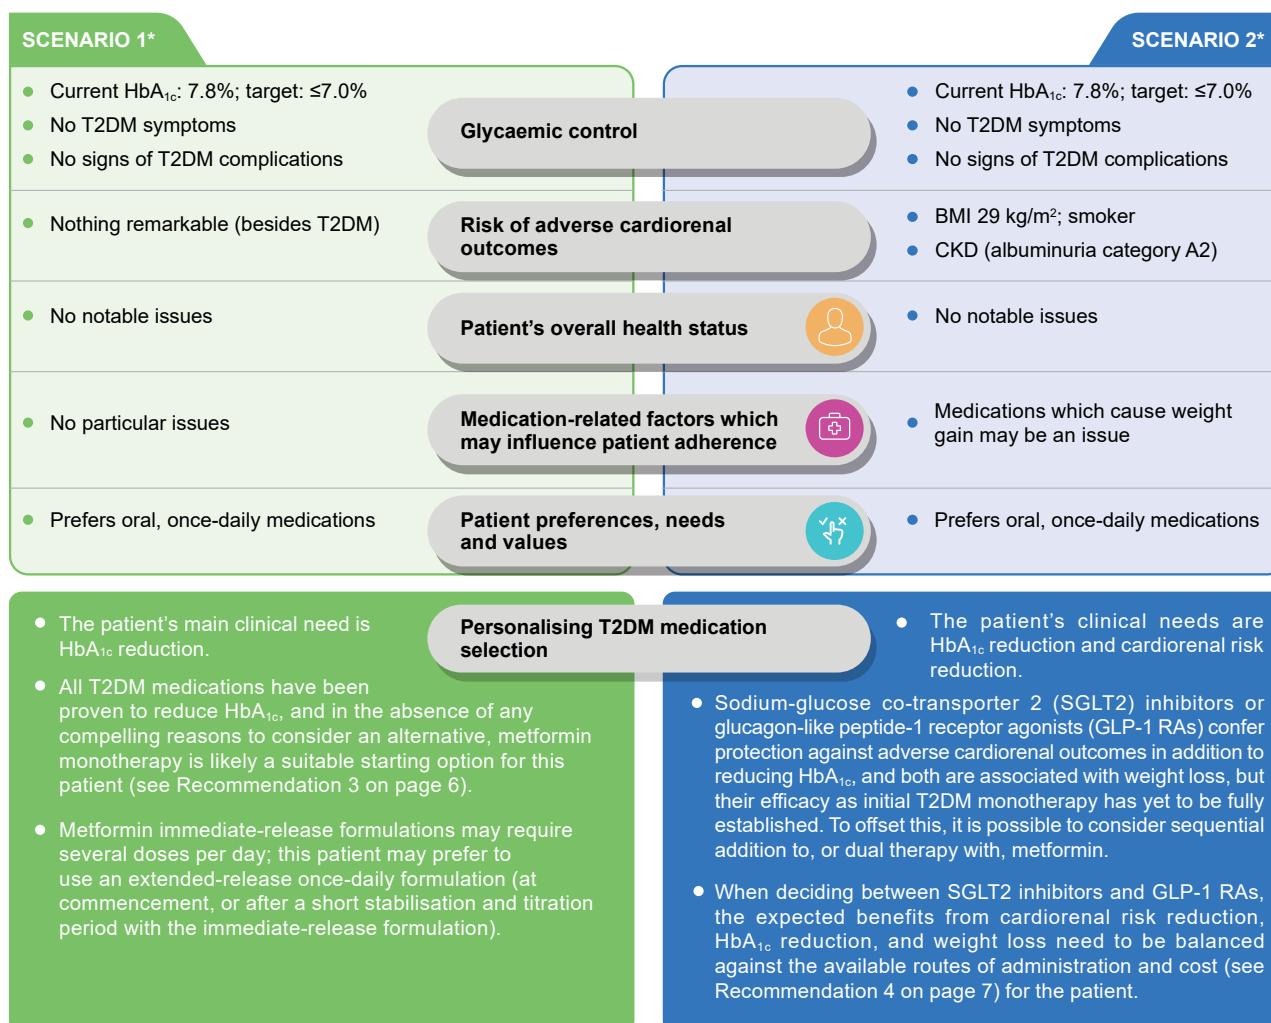 SCENARIO 1*
SCENARIO 2*
Current HbA1c: 7.8%; target: ≤7.0%
No T2DM symptoms
No signs of T2DM complications
Glycaemic control
Current HbA1c: 7.8%; target: ≤7.0%
No T2DM symptoms
No signs of T2DM complications
Nothing remarkable (besides T2DM)
Risk of adverse cardiorenal
outcomes
BMI 29 kg/m²; smoker
CKD (albuminuria category A2)
No notable issues
Patient's overall health status
No notable issues
No particular issues
Medication-related factors which
may influence patient adherence
Medications which cause weight
gain may be an issue
Prefers oral, once-daily medications
Patient preferences, needs
and values
Prefers oral, once-daily medications
Personalising T2DM medication
selection
The patient's main clinical need is
HbA1c reduction.
All T2DM medications have been
proven to reduce HbA1c, and in the absence of any
compelling reasons to consider an alternative, metformin
monotherapy is likely a suitable starting option for this
patient (see Recommendation 3 on page 6).
Metformin immediate-release formulations may require
several doses per day; this patient may prefer to
use an extended-release once-daily formulation (at
commencement, or after a short stabilisation and titration
period with the immediate-release formulation).
The patient's clinical needs are
HbA1c reduction and cardiorenal risk
reduction.
Sodium-glucose co-transporter 2 (SGLT2) inhibitors or
glucagon-like peptide-1 receptor agonists (GLP-1 RAs) confer
protection against adverse cardiorenal outcomes in addition to
reducing HbA1c, and both are associated with weight loss, but
their efficacy as initial T2DM monotherapy has yet to be fully
established. To offset this, it is possible to consider sequential
addition to, or dual therapy with, metformin.
When deciding between SGLT2 inhibitors and GLP-1 RAs,
the expected benefits from cardiorenal risk reduction,
HbA1c reduction, and weight loss need to be balanced
against the available routes of administration and cost (see
Recommendation 4 on page 7) for the patient.